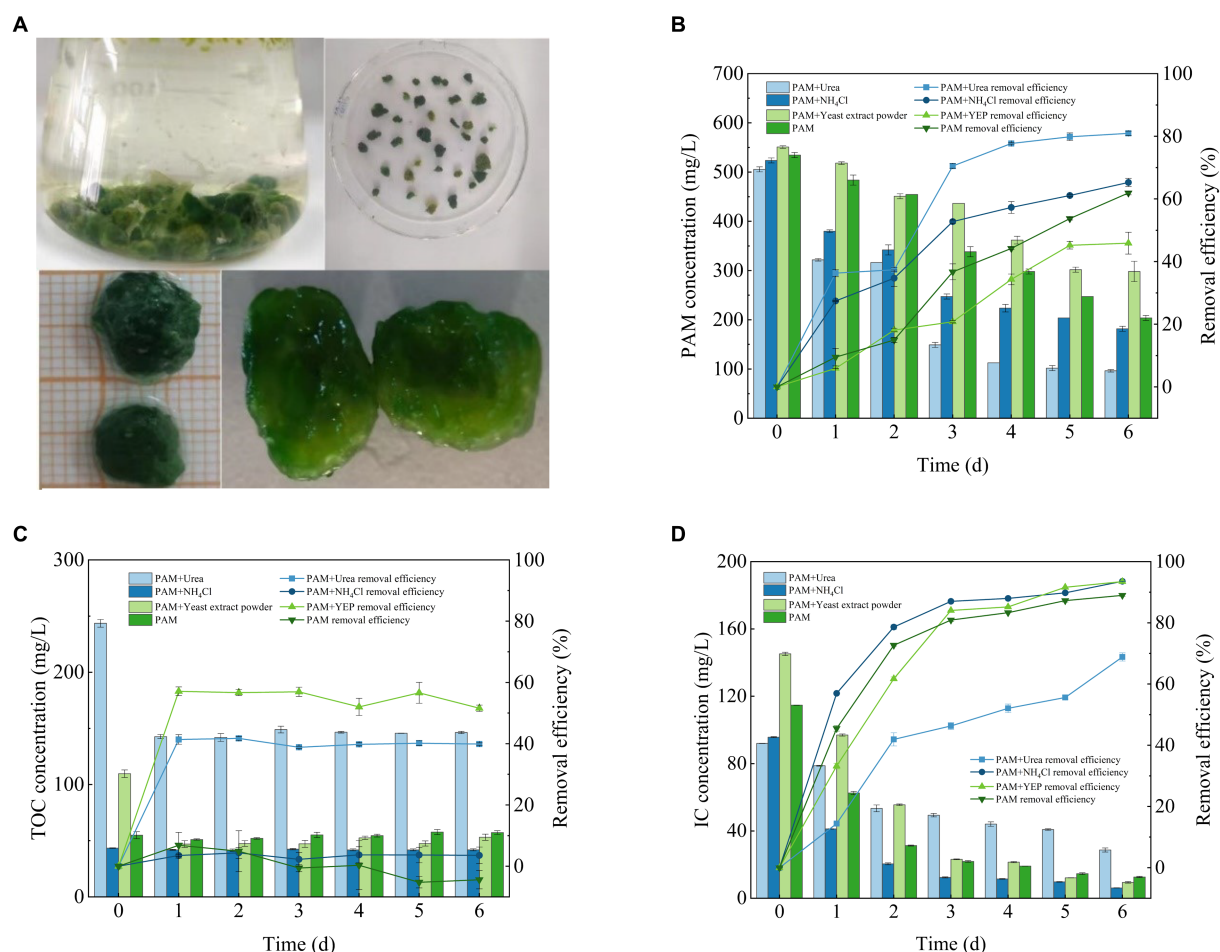 A
100
B
700
600
500
400
300
200
100
0
PAM concentration (mg/L)
PAM+Urea
PAM+NH₄Cl
PAM+Yeast extract powder
PAM
PAM+Urea removal efficiency
PAM+NH₄Cl removal efficiency
PAM+YEP removal efficiency
PAM removal efficiency
100
80
60
40
20
0
Removal efficiency (%)
0 1 2 3 4 5 6
Time (d)
C
300
200
100
0
TOC concentration (mg/L)
PAM+Urea
PAM+NH₄Cl
PAM+Yeast extract powder
PAM
PAM+Urea removal efficiency
PAM+NH₄Cl removal efficiency
PAM+YEP removal efficiency
PAM removal efficiency
100
80
60
40
20
0
Removal efficiency (%)
0 1 2 3 4 5 6
Time (d)
D
200
160
120
80
40
0
IC concentration (mg/L)
PAM+Urea
PAM+NH₄Cl
PAM+Yeast extract powder
PAM
PAM+Urea removal efficiency
PAM+NH₄Cl removal efficiency
PAM+YEP removal efficiency
PAM removal efficiency
100
80
60
40
20
0
Removal efficiency (%)
0 1 2 3 4 5 6
Time (d)